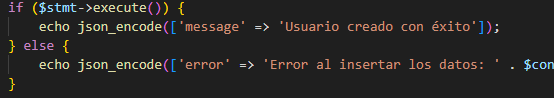 if ($stmt->execute()) {
    echo json_encode(['message' => 'Usuario creado con éxito']);
} else {
    echo json_encode(['error' => 'Error al insertar los datos: ' . $con
}